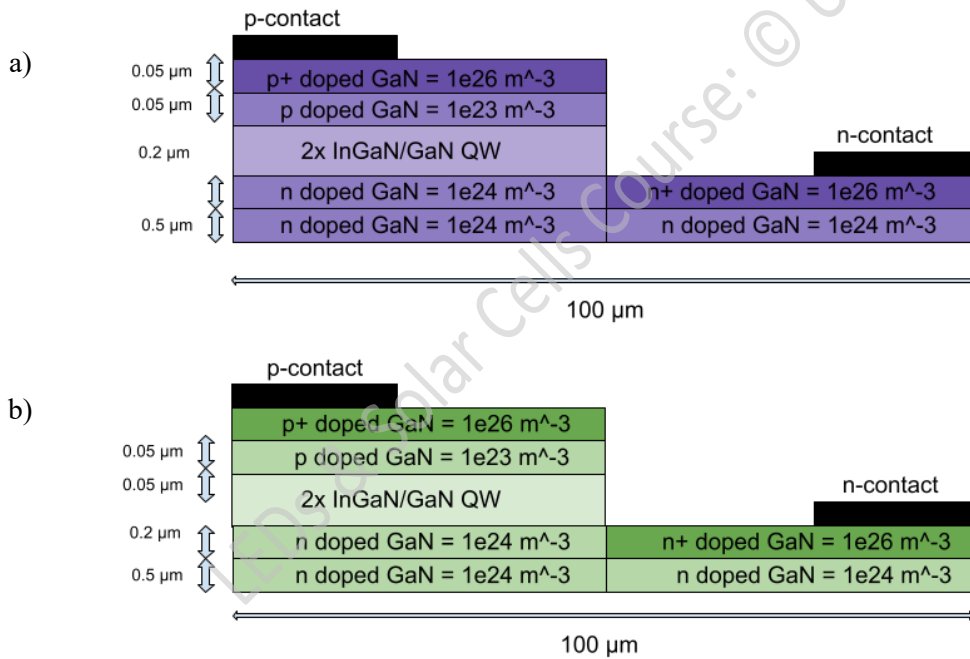 p-contact
a)
0.05 μm
p+ doped GaN = 1e26 m^-3
0.05 μm
p doped GaN = 1e23 m^-3
n-contact
0.2 μm
2x InGaN/GaN QW
n doped GaN = 1e24 m^-3
n+ doped GaN = 1e26 m^-3
0.5 μm
n doped GaN = 1e24 m^-3
n doped GaN = 1e24 m^-3
100 μm
p-contact
b)
p+ doped GaN = 1e26 m^-3
0.05 μm
p doped GaN = 1e23 m^-3
0.05 μm
2x InGaN/GaN QW
n-contact
0.2 μm
n doped GaN = 1e24 m^-3
n+ doped GaN = 1e26 m^-3
0.5 μm
n doped GaN = 1e24 m^-3
n doped GaN = 1e24 m^-3
100 μm
LEDs & Solar Cells Course: ©